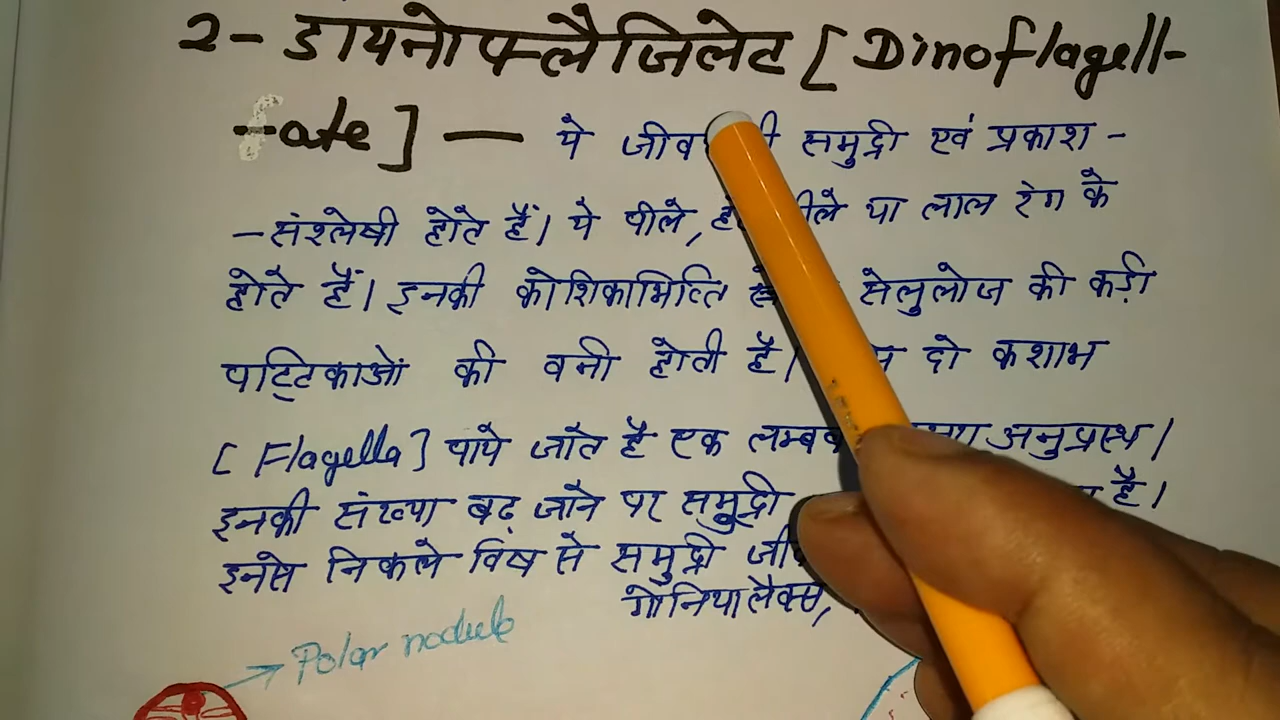 2- डायनोफ्लैजिलेट [Dinoflagell-
-ate] — ये समुद्री एवं प्रकाश-
-संश्लेषी होते हैं। ये पीले, या लाल रंग के
होते हैं। इनकी कोशिकाभित्ति सेलुलोज की कड़ी
पट्टिकाओं की बनी होती है। दो कशाभ
[Flagella] पाये जाते है एक अनुप्रस्थ।
इनकी संख्या बढ़ जाने पर समुद्री है।
इनसे निकले विष से समुद्री
गोनियालैक्स,
Polar nodule